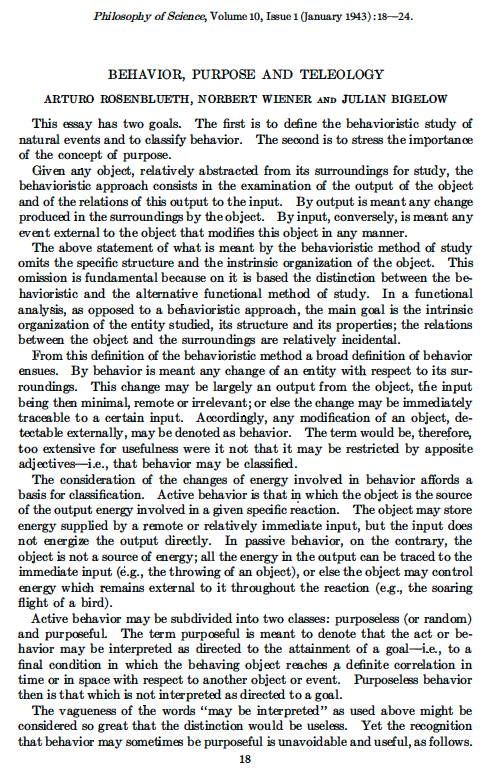 Philosophy of Science, Volume 10, Issue 1 (January 1943): 18—24.
BEHAVIOR, PURPOSE AND TELEOLOGY
ARTURO ROSENBLUETH, NORBERT WIENER AND JULIAN BIGELOW
This essay has two goals. The first is to define the behavioristic study of
natural events and to classify behavior. The second is to stress the importance
of the concept of purpose.
Given any object, relatively abstracted from its surroundings for study, the
behavioristic approach consists in the examination of the output of the object
and of the relations of this output to the input. By output is meant any change
produced in the surroundings by the object. By input, conversely, is meant any
event external to the object that modifies this object in any manner.
The above statement of what is meant by the behavioristic method of study
omits the specific structure and the instrinsic organization of the object. This
omission is fundamental because on it is based the distinction between the be-
havioristic and the alternative functional method of study. In a functional
analysis, as opposed to a behavioristic approach, the main goal is the intrinsic
organization of the entity studied, its structure and its properties; the relations
between the object and the surroundings are relatively incidental.
From this definition of the behavioristic method a broad definition of behavior
ensues. By behavior is meant any change of an entity with respect to its sur-
roundings. This change may be largely an output from the object, the input
being then minimal, remote or irrelevant; or else the change may be immediately
traceable to a certain input. Accordingly, any modification of an object, de-
tectable externally, may be denoted as behavior. The term would be, therefore,
too extensive for usefulness were it not that it may be restricted by apposite
adjectives—i.e., that behavior may be classified.
The consideration of the changes of energy involved in behavior affords a
basis for classification. Active behavior is that in which the object is the source
of the output energy involved in a given specific reaction. The object may store
energy supplied by a remote or relatively immediate input, but the input does
not energize the output directly. In passive behavior, on the contrary, the
object is not a source of energy; all the energy in the output can be traced to the
immediate input (e.g., the throwing of an object), or else the object may control
energy which remains external to it throughout the reaction (e.g., the soaring
flight of a bird).
Active behavior may be subdivided into two classes: purposeless (or random)
and purposeful. The term purposeful is meant to denote that the act or be-
havior may be interpreted as directed to the attainment of a goal—i.e., to a
final condition in which the behaving object reaches a definite correlation in
time or in space with respect to another object or event. Purposeless behavior
then is that which is not interpreted as directed to a goal.
The vagueness of the words “may be interpreted” as used above might be
considered so great that the distinction would be useless. Yet the recognition
that behavior may sometimes be purposeful is unavoidable and useful, as follows.
18